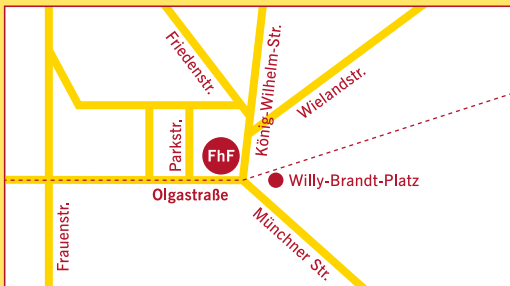 Friedenstr.
König-Wilhelm-Str.
Wielandstr.
Parkstr.
FhF
Willy-Brandt-Platz
Olgastraße
Frauenstr.
Münchner Str.